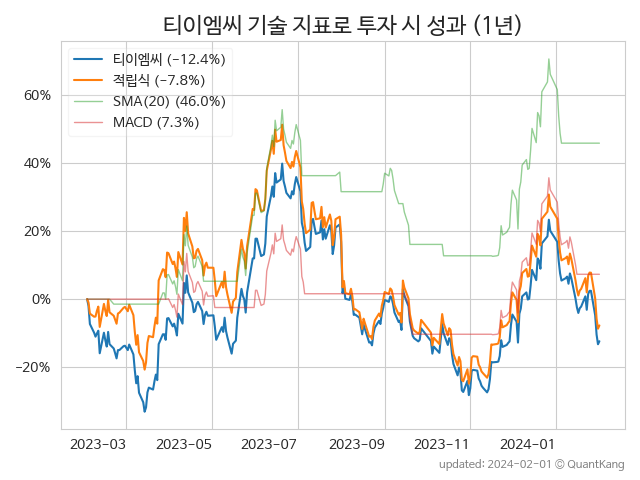 티이엠씨 기술 지표로 투자 시 성과 (1년)
티이엠씨 (−12.4%)
적립식 (−7.8%)
SMA(20) (46.0%)
MACD (7.3%)
60%
40%
20%
0%
−20%
2023-03 2023-05 2023-07 2023-09 2023-11 2024-01
updated: 2024-02-01 © QuantKang